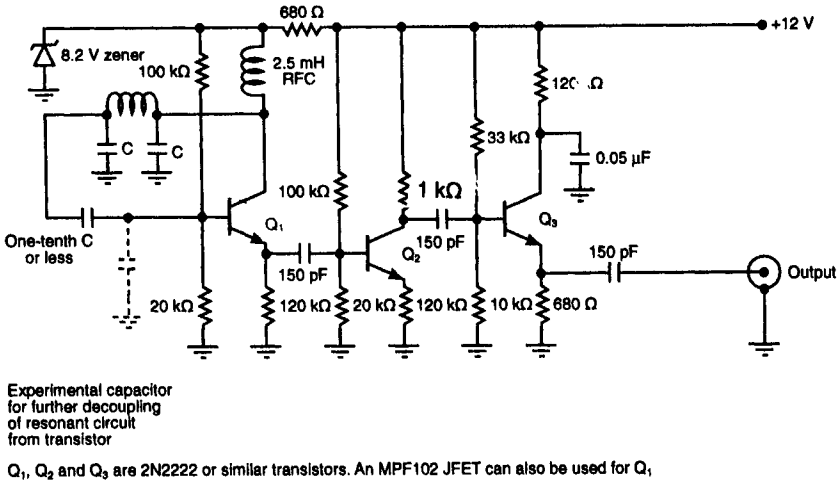 680 Ω
+12 V
8.2 V zener
100 kΩ
2.5 mH
RFC
120 Ω
33 kΩ
0.05 µF
C
C
100 kΩ
1 kΩ
Q1
Q2
Q3
One-tenth C
or less
150 pF
150 pF
150 pF
Output
20 kΩ
120 kΩ
20 kΩ
120 kΩ
10 kΩ
680 Ω
Experimental capacitor
for further decoupling
of resonant circuit
from transistor
Q1, Q2 and Q3 are 2N2222 or similar transistors. An MPF102 JFET can also be used for Q1